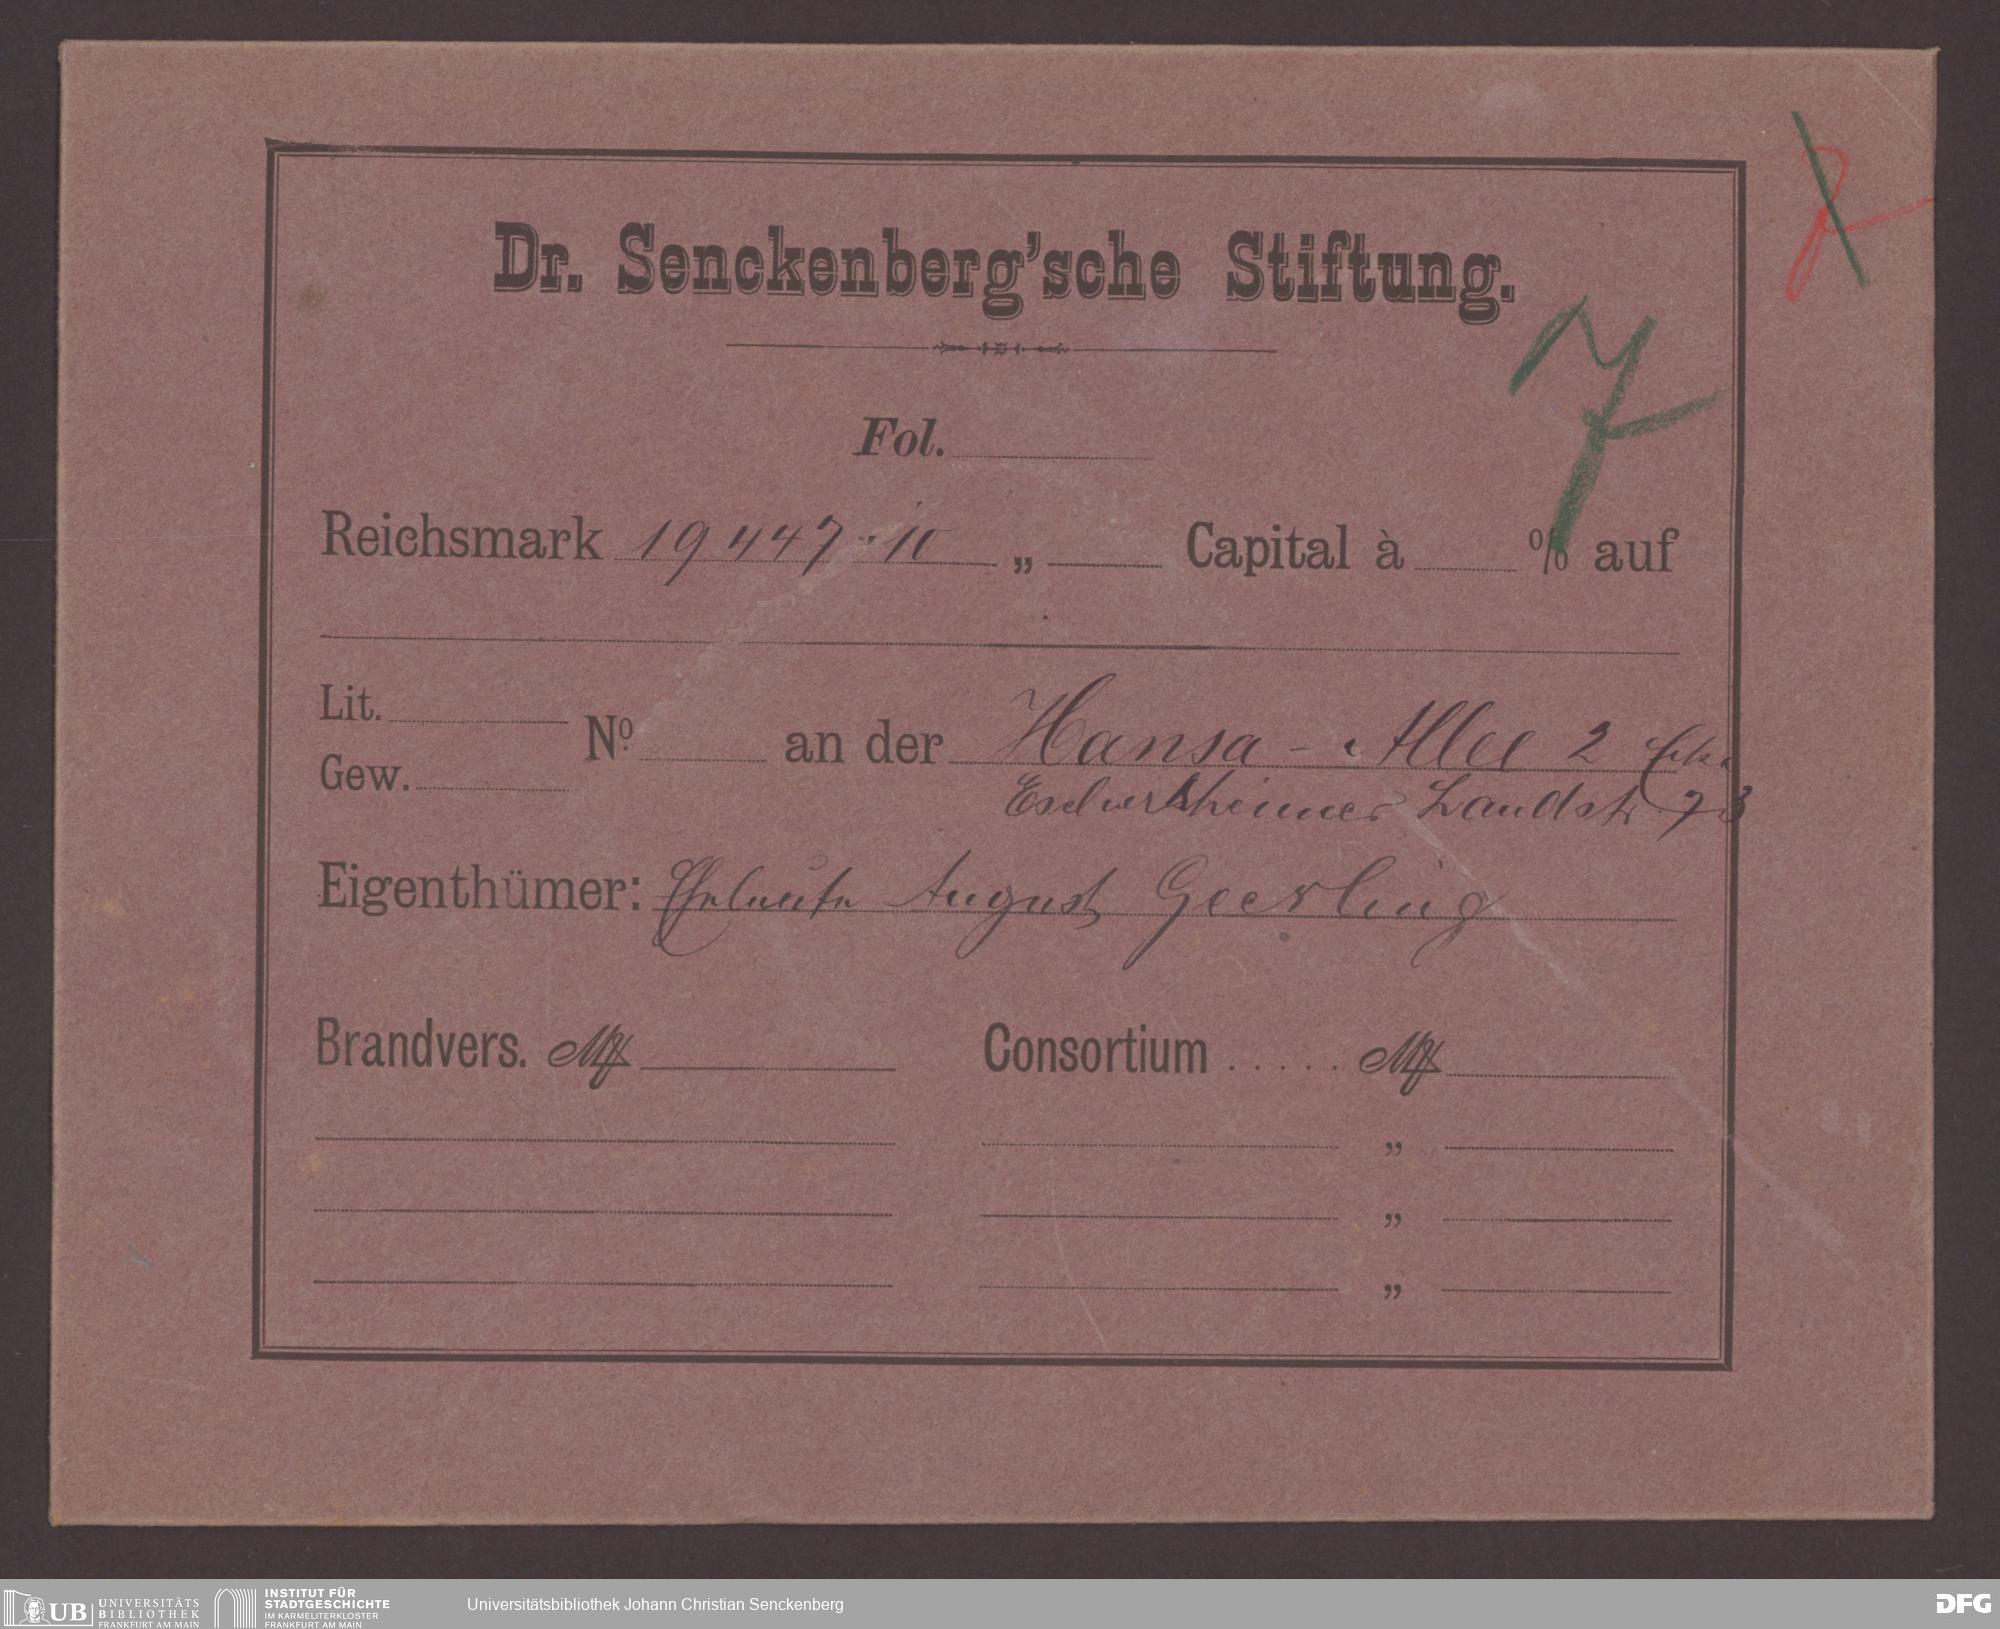 Dr. Senckenberg'sche Stiftung.
7
Fol.
Reichsmark 19447.10 „ Capital à % auf
Lit.
Gew.
Nº an der Hansa-Allee 2 Ecke
Eschersheimer Landstr 73
Eigenthümer: Eheleute August Geerling
Brandvers. ℳ Consortium ..... ℳ
„
„
„
UB UNIVERSITÄTS
BIBLIOTHEK
FRANKFURT AM MAIN
INSTITUT FÜR
STADTGESCHICHTE
IM KARMELITERKLOSTER
FRANKFURT AM MAIN
Universitätsbibliothek Johann Christian Senckenberg
DFG